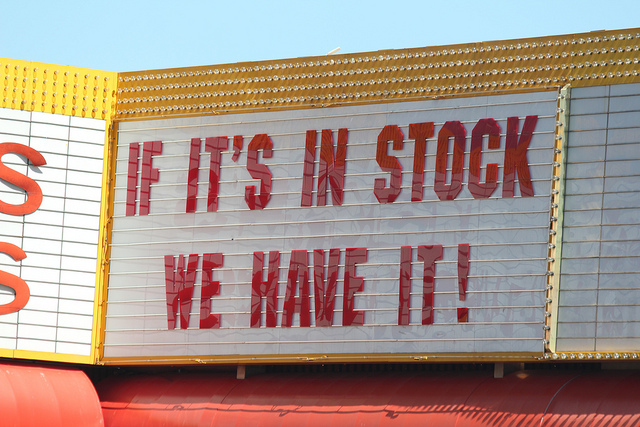 IF IT'S IN STOCK
WE HAVE IT!
S
S